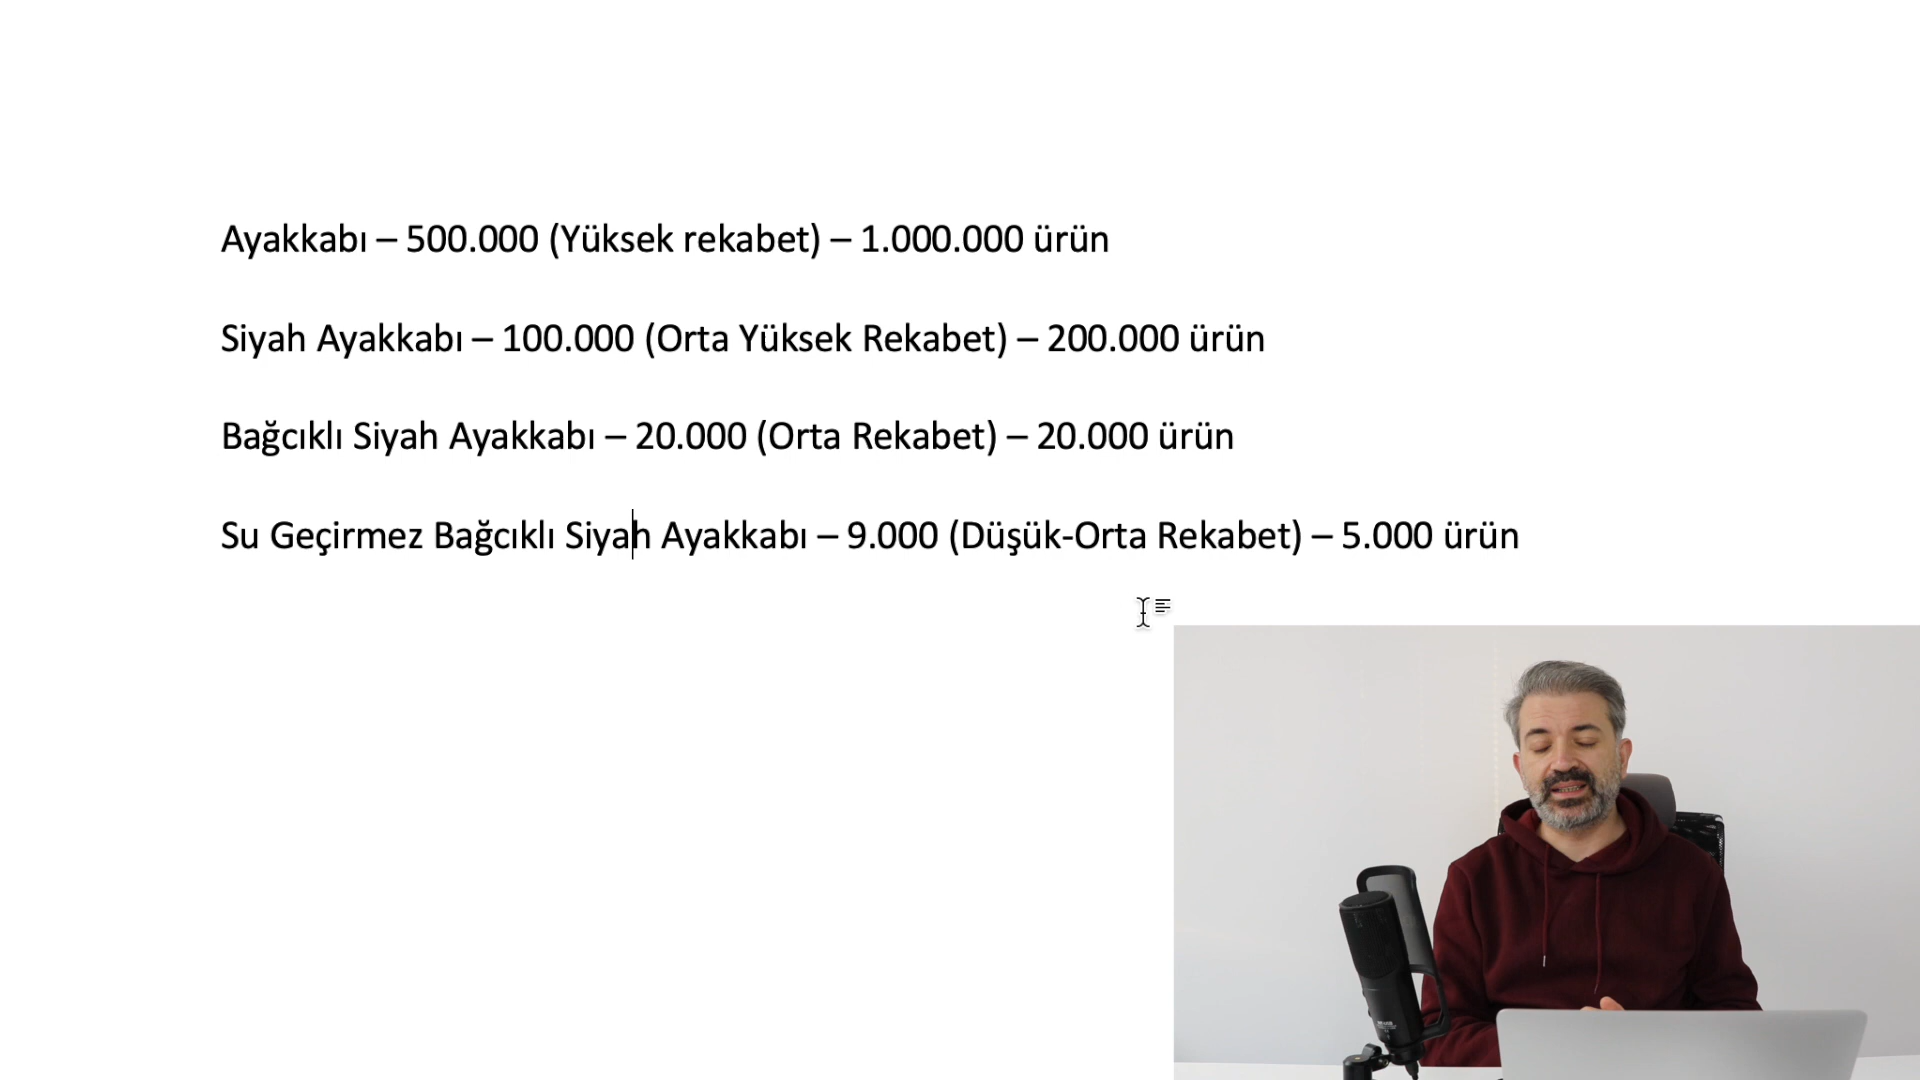 Ayakkabı – 500.000 (Yüksek rekabet) – 1.000.000 ürün
Siyah Ayakkabı – 100.000 (Orta Yüksek Rekabet) – 200.000 ürün
Bağcıklı Siyah Ayakkabı – 20.000 (Orta Rekabet) – 20.000 ürün
Su Geçirmez Bağcıklı Siyah Ayakkabı – 9.000 (Düşük-Orta Rekabet) – 5.000 ürün